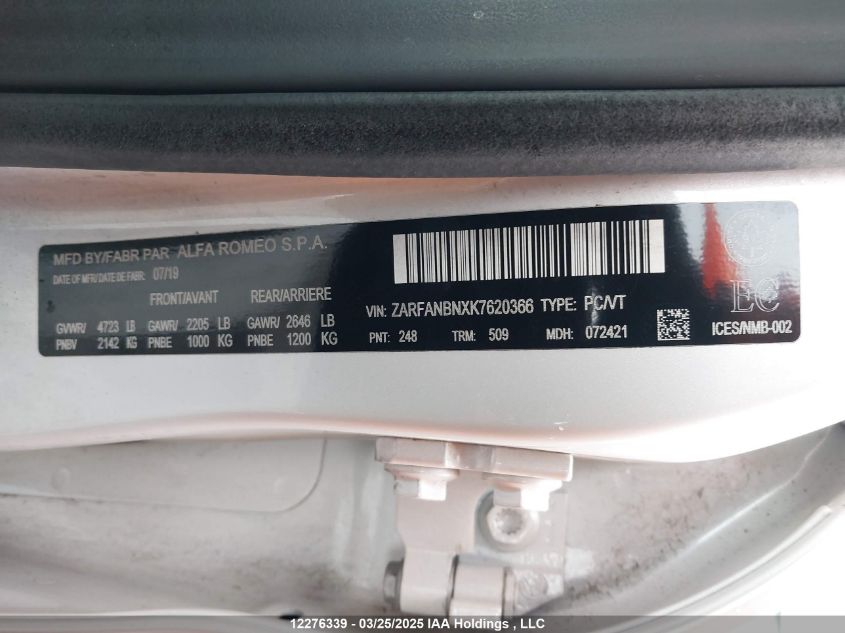 MFD BY/FABR PAR ALFA ROMEO S.P.A.
DATE OF MFR/DATE DE FABR: 07/19
FRONT/AVANT REAR/ARRIERE
GVWR/ 4723 LB GAWR/ 2205 LB GAWR/ 2646 LB
PNBV 2142 KG PNBE 1000 KG PNBE 1200 KG
VIN: ZARFANBNXK7620366 TYPE: PC/VT
PNT: 248 TRM: 509 MDH: 072421
EC
ICES/NMB-002
12276339 - 03/25/2025 IAA Holdings , LLC